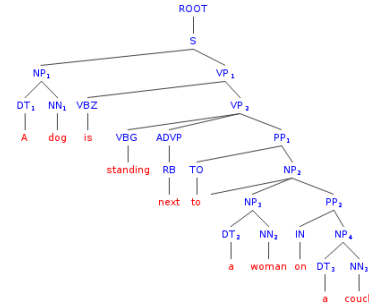 ROOT
S
NP₁ VP₁
DT₁ NN₁ VBZ VP₂
A dog is VBG ADVP PP₁
standing RB TO NP₂
next to NP₃ PP₂
DT₂ NN₂ IN NP₄
a woman on DT₃ NN₃
a couch